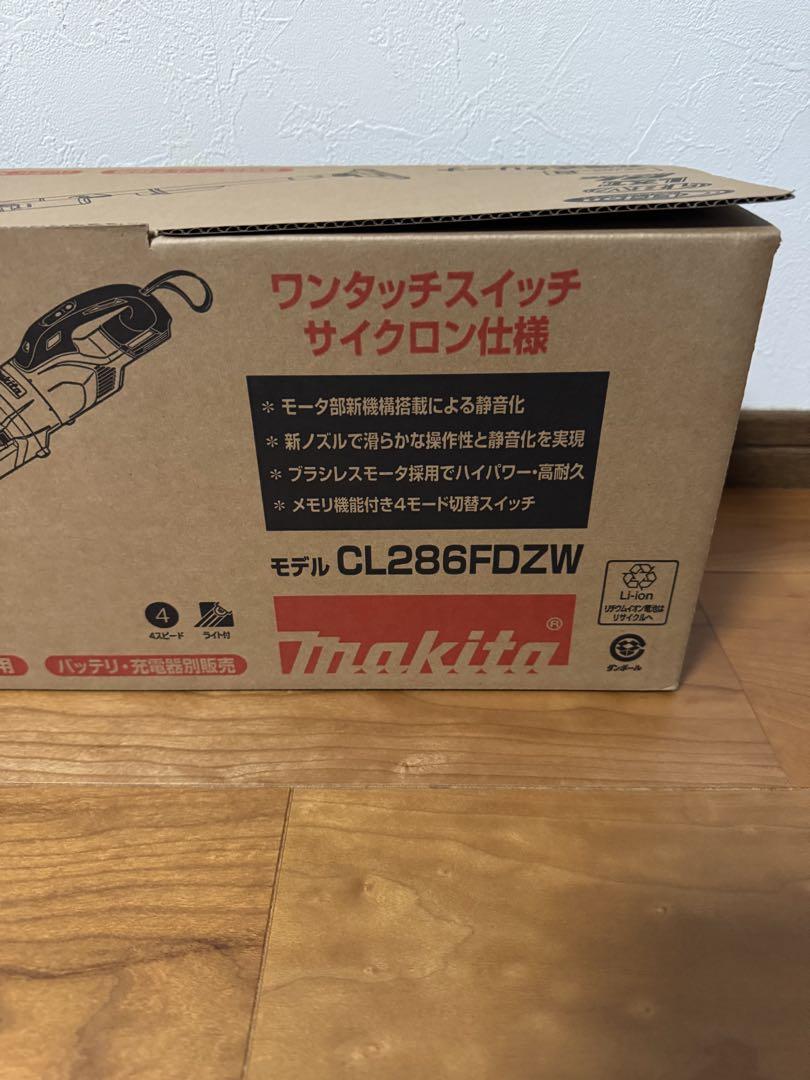 ワンタッチスイッチ
サイクロン仕様
＊ モータ部新機構搭載による静音化
＊ 新ノズルで滑らかな操作性と静音化を実現
＊ ブラシレスモータ採用でハイパワー・高耐久
＊ メモリ機能付き4モード切替スイッチ
モデル CL286FDZW
makita®
makita
4
4スピード
ライト付
用
バッテリ・充電器別販売
Li-ion
リチウムイオン電池は
リサイクルへ
ダンボール